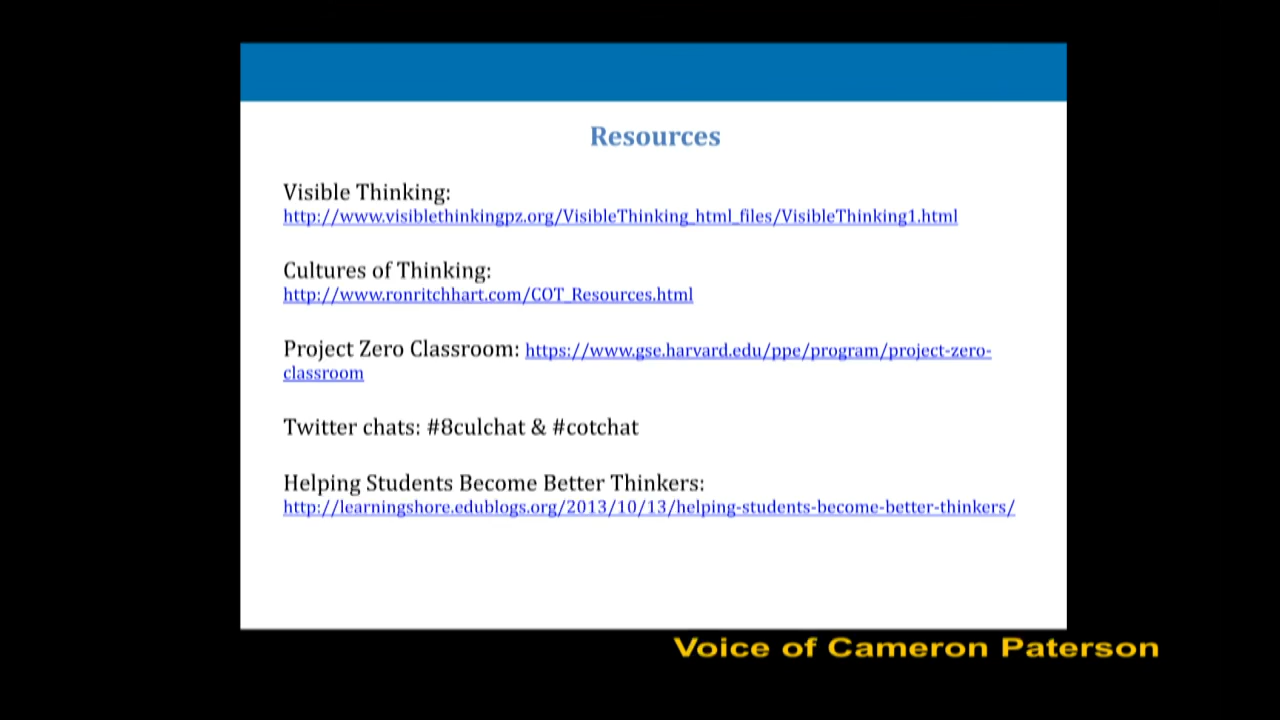 Resources
Visible Thinking:
http://www.visiblethinkingpz.org/VisibleThinking_html_files/VisibleThinking1.html
Cultures of Thinking:
http://www.ronritchhart.com/COT_Resources.html
Project Zero Classroom: https://www.gse.harvard.edu/ppe/program/project-zero-
classroom
Twitter chats: #8culchat & #cotchat
Helping Students Become Better Thinkers:
http://learningshore.edublogs.org/2013/10/13/helping-students-become-better-thinkers/
Voice of Cameron Paterson